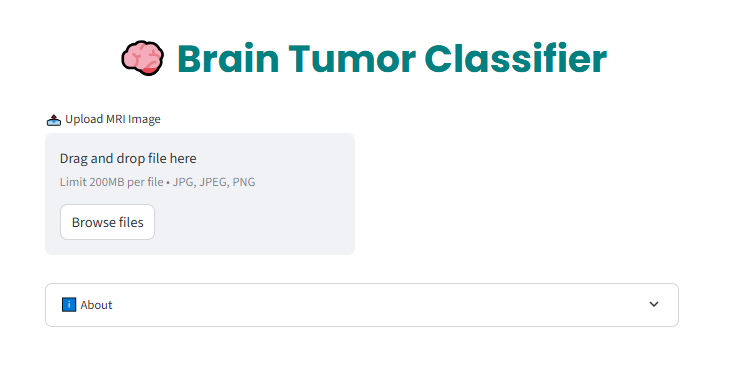 Brain Tumor Classifier
Upload MRI Image
Drag and drop file here
Limit 200MB per file • JPG, JPEG, PNG
Browse files
About